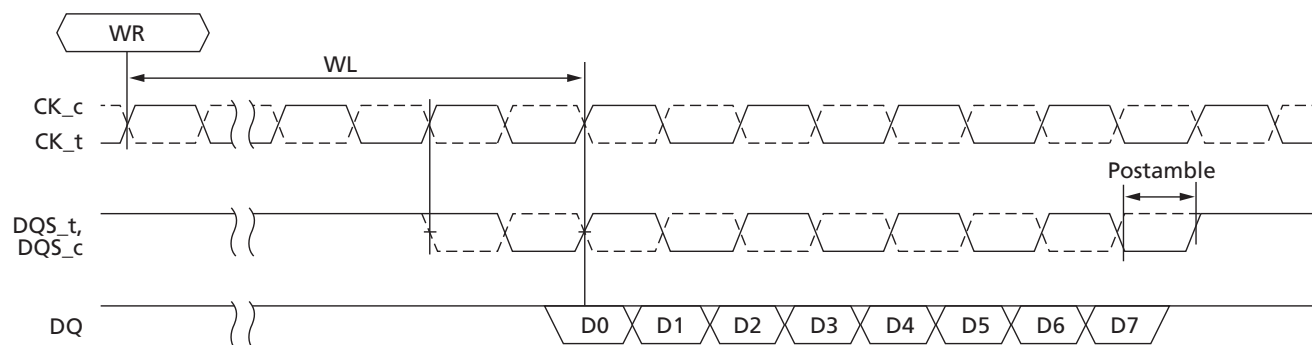 WR
WL
CK_c
CK_t
Postamble
DQS_t,
DQS_c
DQ
D0 D1 D2 D3 D4 D5 D6 D7